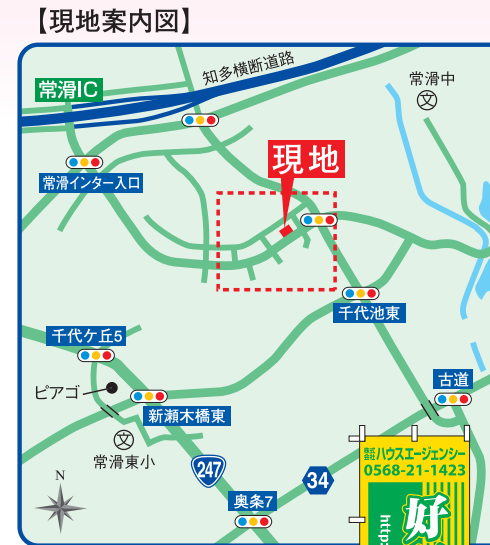 【現地案内図】
知多横断道路
常滑IC
常滑中
文
現地
常滑インター入口
千代池東
千代ケ丘5
ピアゴ
古道
新瀬木橋東
文
常滑東小
247
34
奥条7
N
株式会社ハウスエージェンシー
0568-21-1423
好
http: